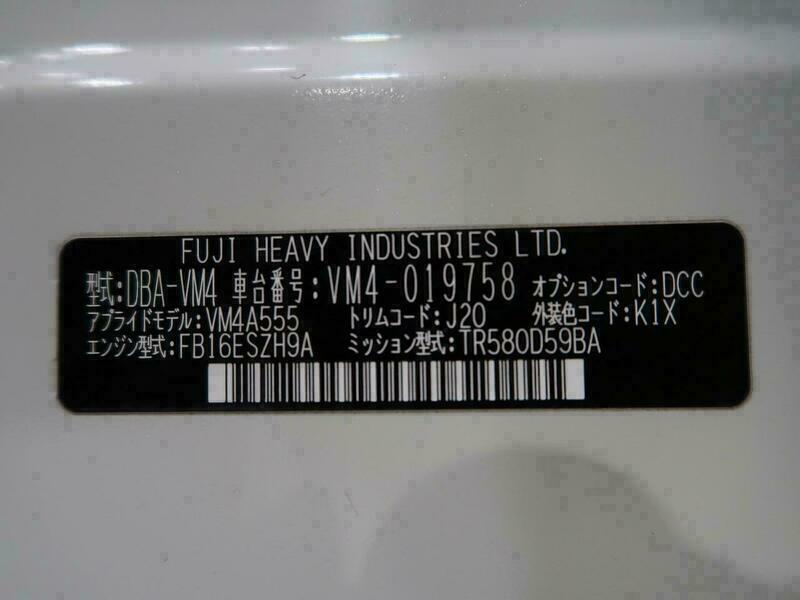 FUJI HEAVY INDUSTRIES LTD.
型式:DBA-VM4 車台番号:VM4-019758 オプションコード:DCC
アプライドモデル:VM4A555 トリムコード:J20 外装色コード:K1X
エンジン型式:FB16ESZH9A ミッション型式:TR580D59BA